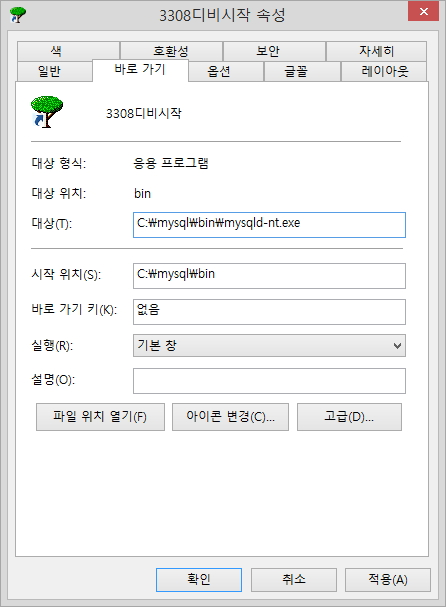 3308디비시작 속성
색 호환성 보안 자세히
일반 바로 가기 옵션 글꼴 레이아웃
3308디비시작
대상 형식: 응용 프로그램
대상 위치: bin
대상(T): C:₩mysql₩bin₩mysqld-nt.exe
시작 위치(S): C:₩mysql₩bin
바로 가기 키(K): 없음
실행(R): 기본 창
설명(O):
파일 위치 열기(F) 아이콘 변경(C)... 고급(D)...
확인 취소 적용(A)